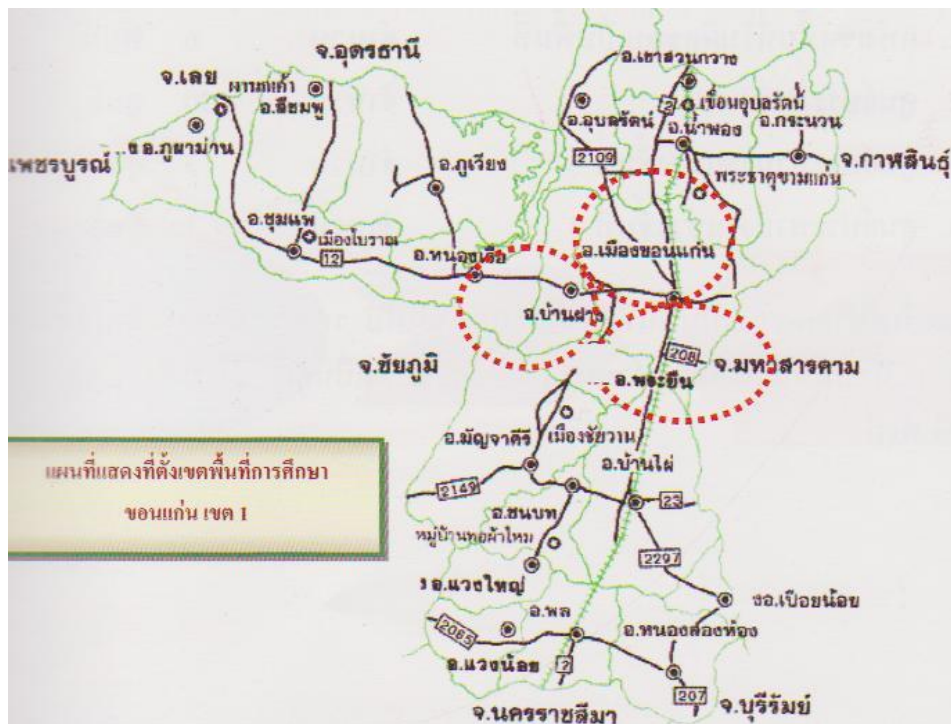 จ.อุดรธานี
อ.เขาสวนกวาง
จ.เลย
ผานกเค้า
อ.สีชมพู
2
เขื่อนอุบลรัตน์
อ.อุบลรัตน์
อ.น้ำพอง
อ.กระนวน
อ.ภูผาม่าน
เพชรบูรณ์
2109
จ.กาฬสินธุ์
อ.ภูเวียง
พระธาตุขามแก่น
อ.ชุมแพ
เมืองโบราณ
12
อ.หนองเรือ
อ.เมืองขอนแก่น
อ.บ้านฝาง
จ.ชัยภูมิ
208
จ.มหาสารคาม
อ.พระยืน
อ.มัญจาคีรี
เมืองชัยวาน
อ.บ้านไผ่
แผนที่แสดงที่ตั้งเขตพื้นที่การศึกษา
ขอนแก่น เขต 1
2149
23
อ.ชนบท
หมู่บ้านทอผ้าไหม
2297
อ.แวงใหญ่
อ.เปือยน้อย
อ.พล
2065
อ.หนองสองห้อง
อ.แวงน้อย
2
207
จ.บุรีรัมย์
จ.นครราชสีมา